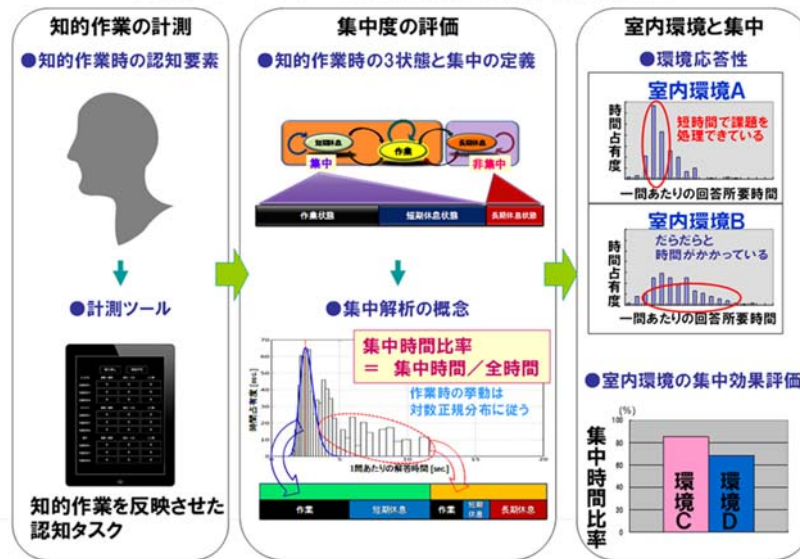 知的作業の計測
●知的作業時の認知要素
●計測ツール
知的作業を反映させた
認知タスク
集中度の評価
●知的作業時の3状態と集中の定義
短期休息
作業
長期休息
集中
非集中
作業状態
短期休息状態
長期休息状態
●集中解析の概念
集中時間比率
= 集中時間/全時間
作業時の挙動は
対数正規分布に従う
時間占有度 [sec.]
1問あたりの解答時間 [sec.]
作業
短期休息
作業
短期
休息
長期休息
室内環境と集中
●環境応答性
室内環境A
時間占有度
短時間で課題を
処理できている
一問あたりの回答所要時間
室内環境B
時間占有度
だらだらと
時間がかかっている
一問あたりの回答所要時間
●室内環境の集中効果評価
(%)
集中時間比率
100
80
60
40
20
0
環境C
環境D